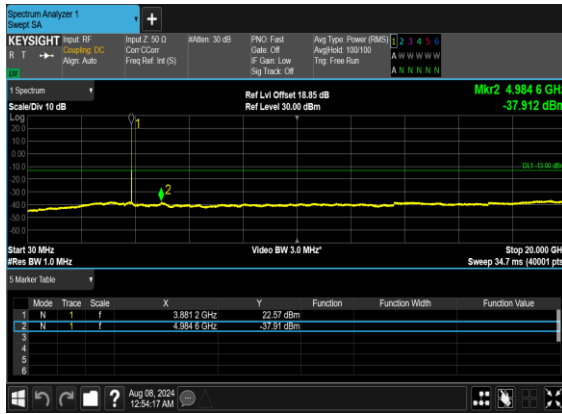 Spectrum Analyzer 1
Swept SA
+
KEYSIGHT Input: RF Input Z: 50 Ω #Atten: 30 dB PNO: Fast Avg Type: Power (RMS) 1 2 3 4 5 6
R T Coupling: DC Corr CCorr Gate: Off Avg|Hold: 100/100 A W W W W W
Align: Auto Freq Ref: Int (S) IF Gain: Low Trig: Free Run
Sig Track: Off A N N N N N
1 Spectrum
Scale/Div 10 dB
Ref Lvl Offset 18.85 dB
Ref Level 30.00 dBm
Mkr2 4.984 6 GHz
-37.912 dBm
Log
1
20.0
10.0
0.00
-10.0
DL1 -13.00 dBm
-20.0
2
-30.0
-40.0
-50.0
-60.0
Start 30 MHz Video BW 3.0 MHz* Stop 20.000 GH
#Res BW 1.0 MHz Sweep 34.7 ms (40001 pts
5 Marker Table
Mode Trace Scale X Y Function Function Width Function Value
1 N 1 f 3.881 2 GHz 22.57 dBm
2 N 1 f 4.984 6 GHz -37.91 dBm
3
4
5
6
? Aug 08, 2024
12:54:17 AM